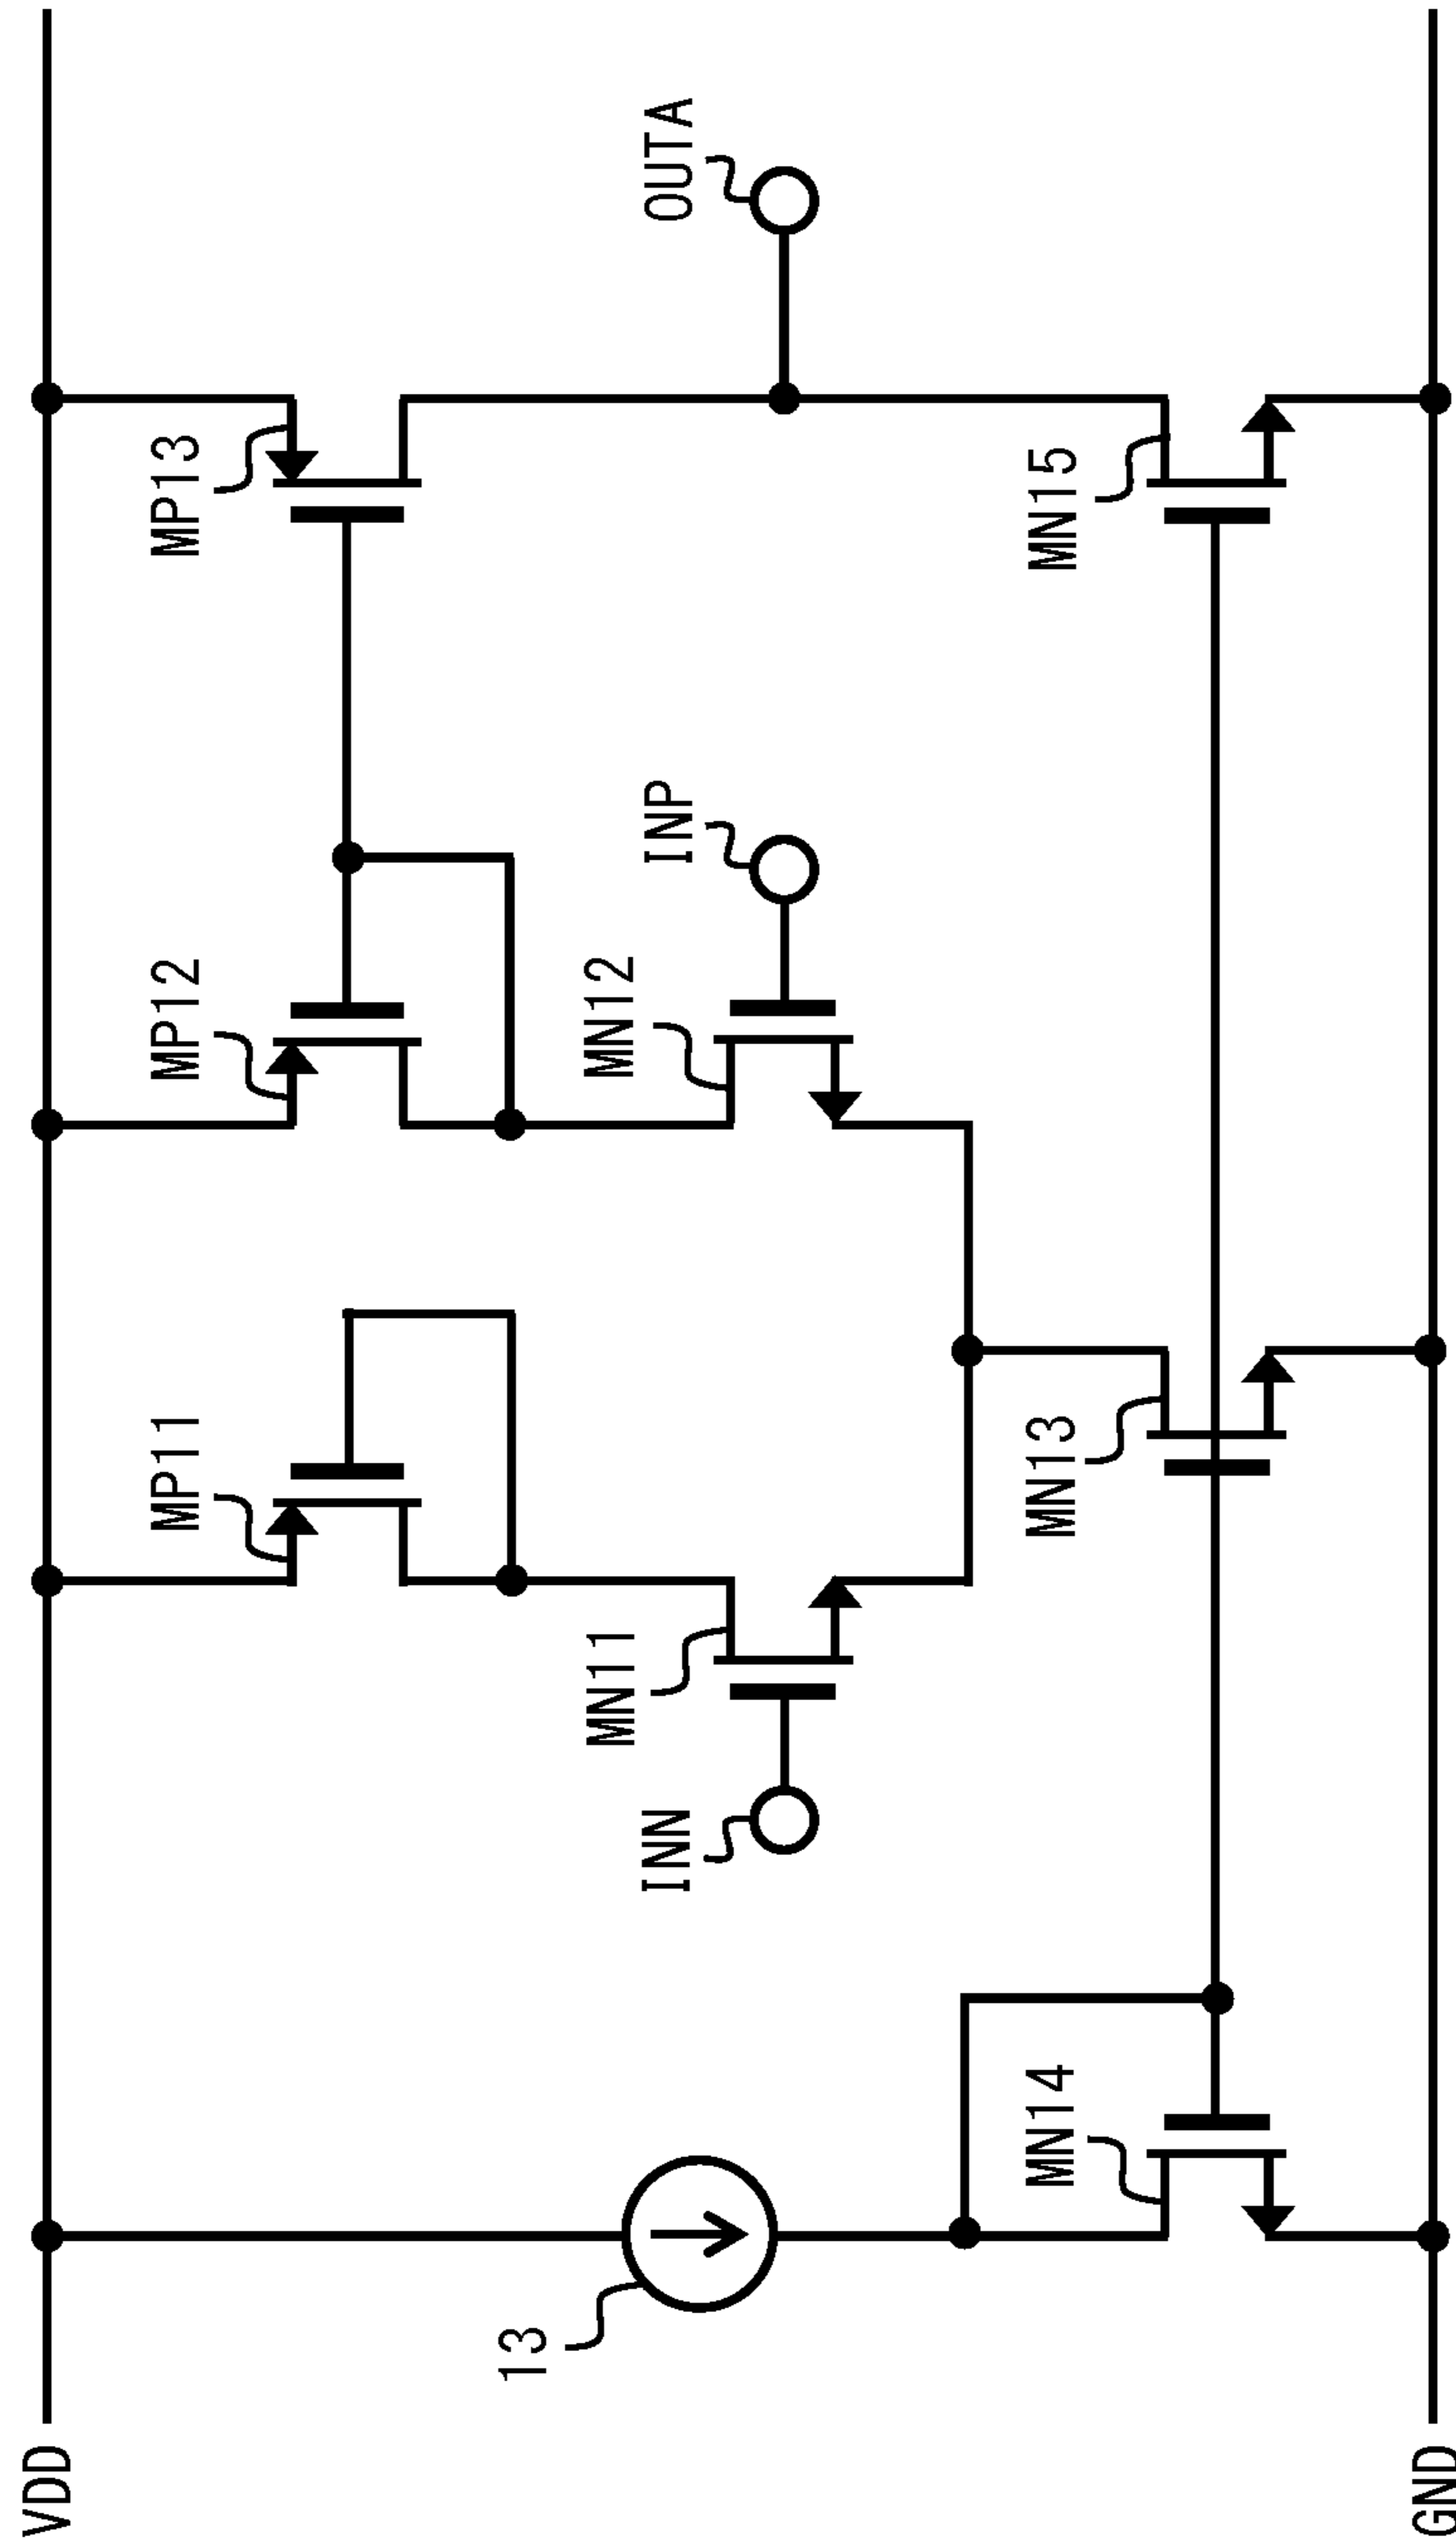 VDD
MP11
MP12
MP13
13
INN
MN11
MN12
INP
OUTA
MN14
MN13
MN15
GND